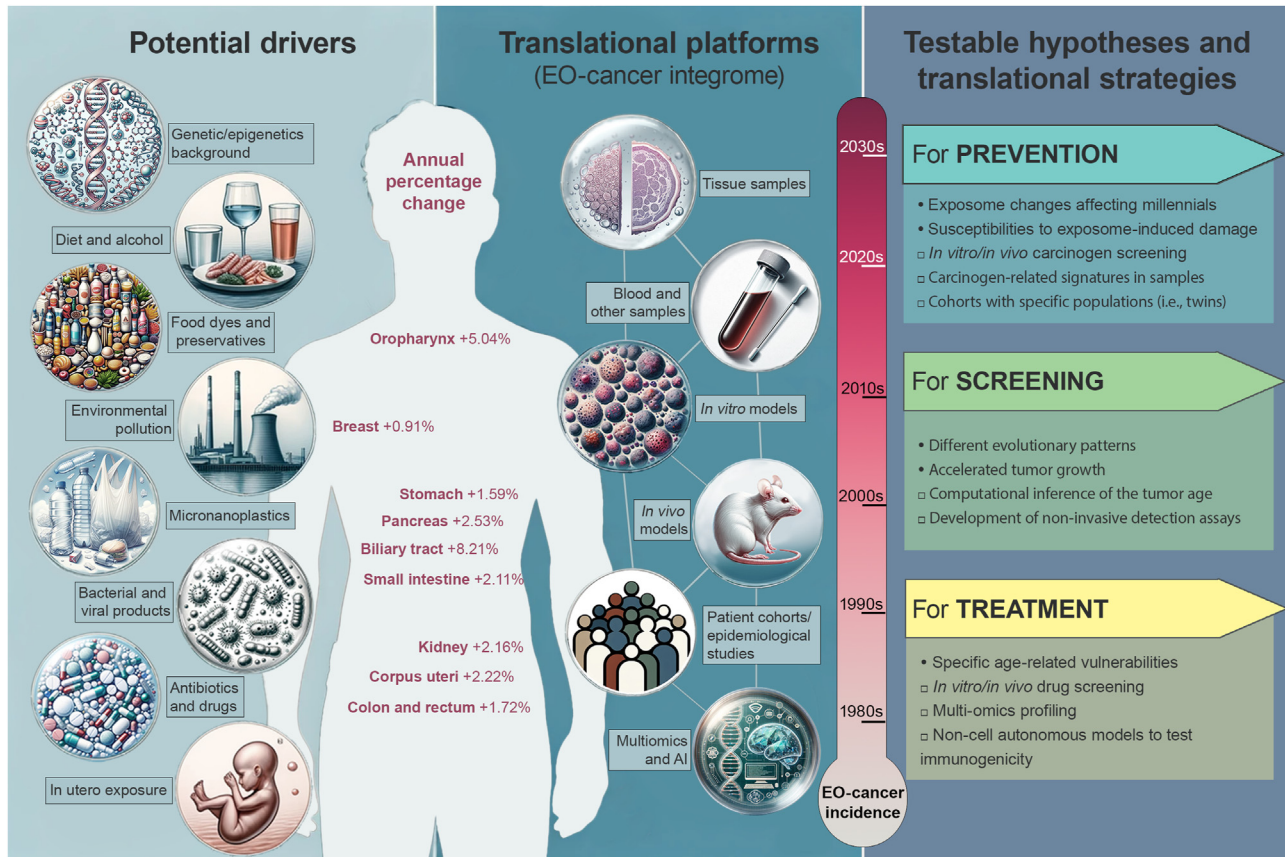 Potential drivers
Genetic/epigenetics
background
Diet and alcohol
Food dyes and
preservatives
Environmental
pollution
Micronanoplastics
Bacterial and
viral products
Antibiotics
and drugs
In utero exposure
Annual
percentage
change
Oropharynx +5.04%
Breast +0.91%
Stomach +1.59%
Pancreas +2.53%
Biliary tract +8.21%
Small intestine +2.11%
Kidney +2.16%
Corpus uteri +2.22%
Colon and rectum +1.72%
Translational platforms
(EO-cancer integrome)
Tissue samples
Blood and
other samples
In vitro models
In vivo
models
Patient cohorts/
epidemiological
studies
Multiomics
and AI
2030s
2020s
2010s
2000s
1990s
1980s
EO-cancer
incidence
Testable hypotheses and
translational strategies
For PREVENTION
• Exposome changes affecting millennials
• Susceptibilities to exposome-induced damage
□ In vitro/in vivo carcinogen screening
□ Carcinogen-related signatures in samples
□ Cohorts with specific populations (i.e., twins)
For SCREENING
• Different evolutionary patterns
• Accelerated tumor growth
□ Computational inference of the tumor age
□ Development of non-invasive detection assays
For TREATMENT
• Specific age-related vulnerabilities
□ In vitro/in vivo drug screening
□ Multi-omics profiling
□ Non-cell autonomous models to test
immunogenicity